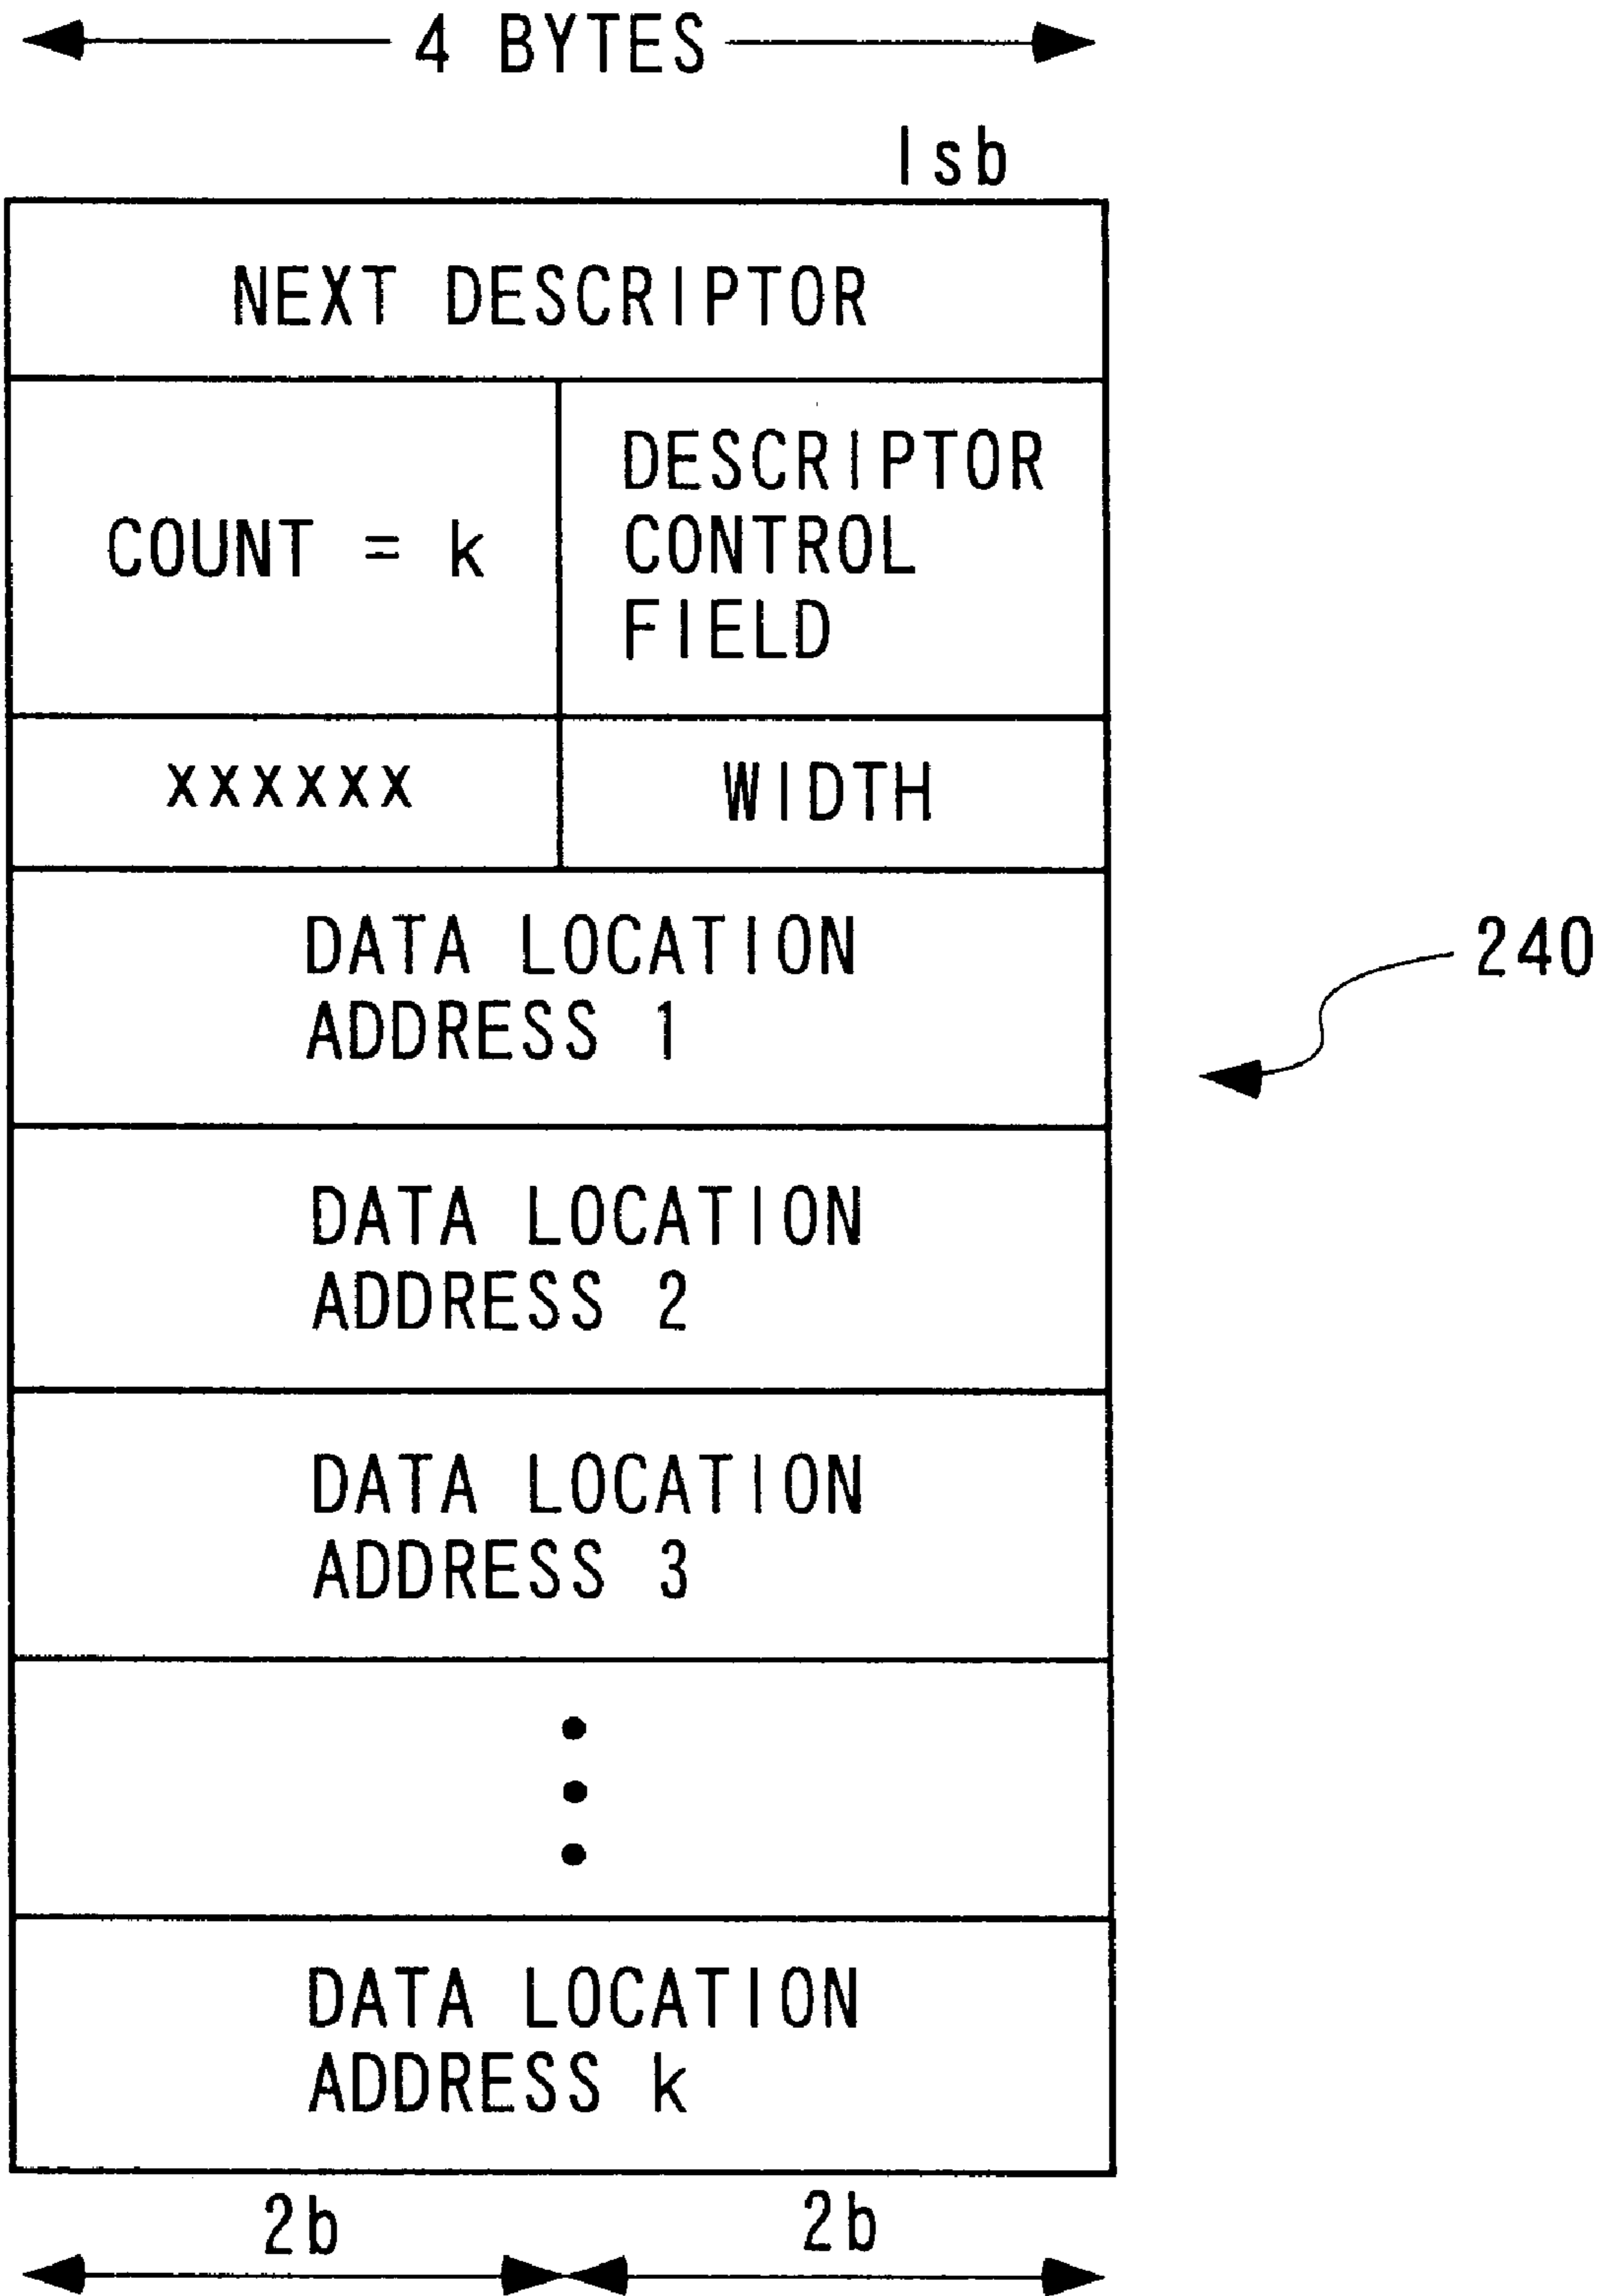 4 BYTES
lsb
NEXT DESCRIPTOR
COUNT = k
DESCRIPTOR
CONTROL
FIELD
xxxxxx
WIDTH
DATA LOCATION
ADDRESS 1
240
DATA LOCATION
ADDRESS 2
DATA LOCATION
ADDRESS 3
DATA LOCATION
ADDRESS k
2b
2b